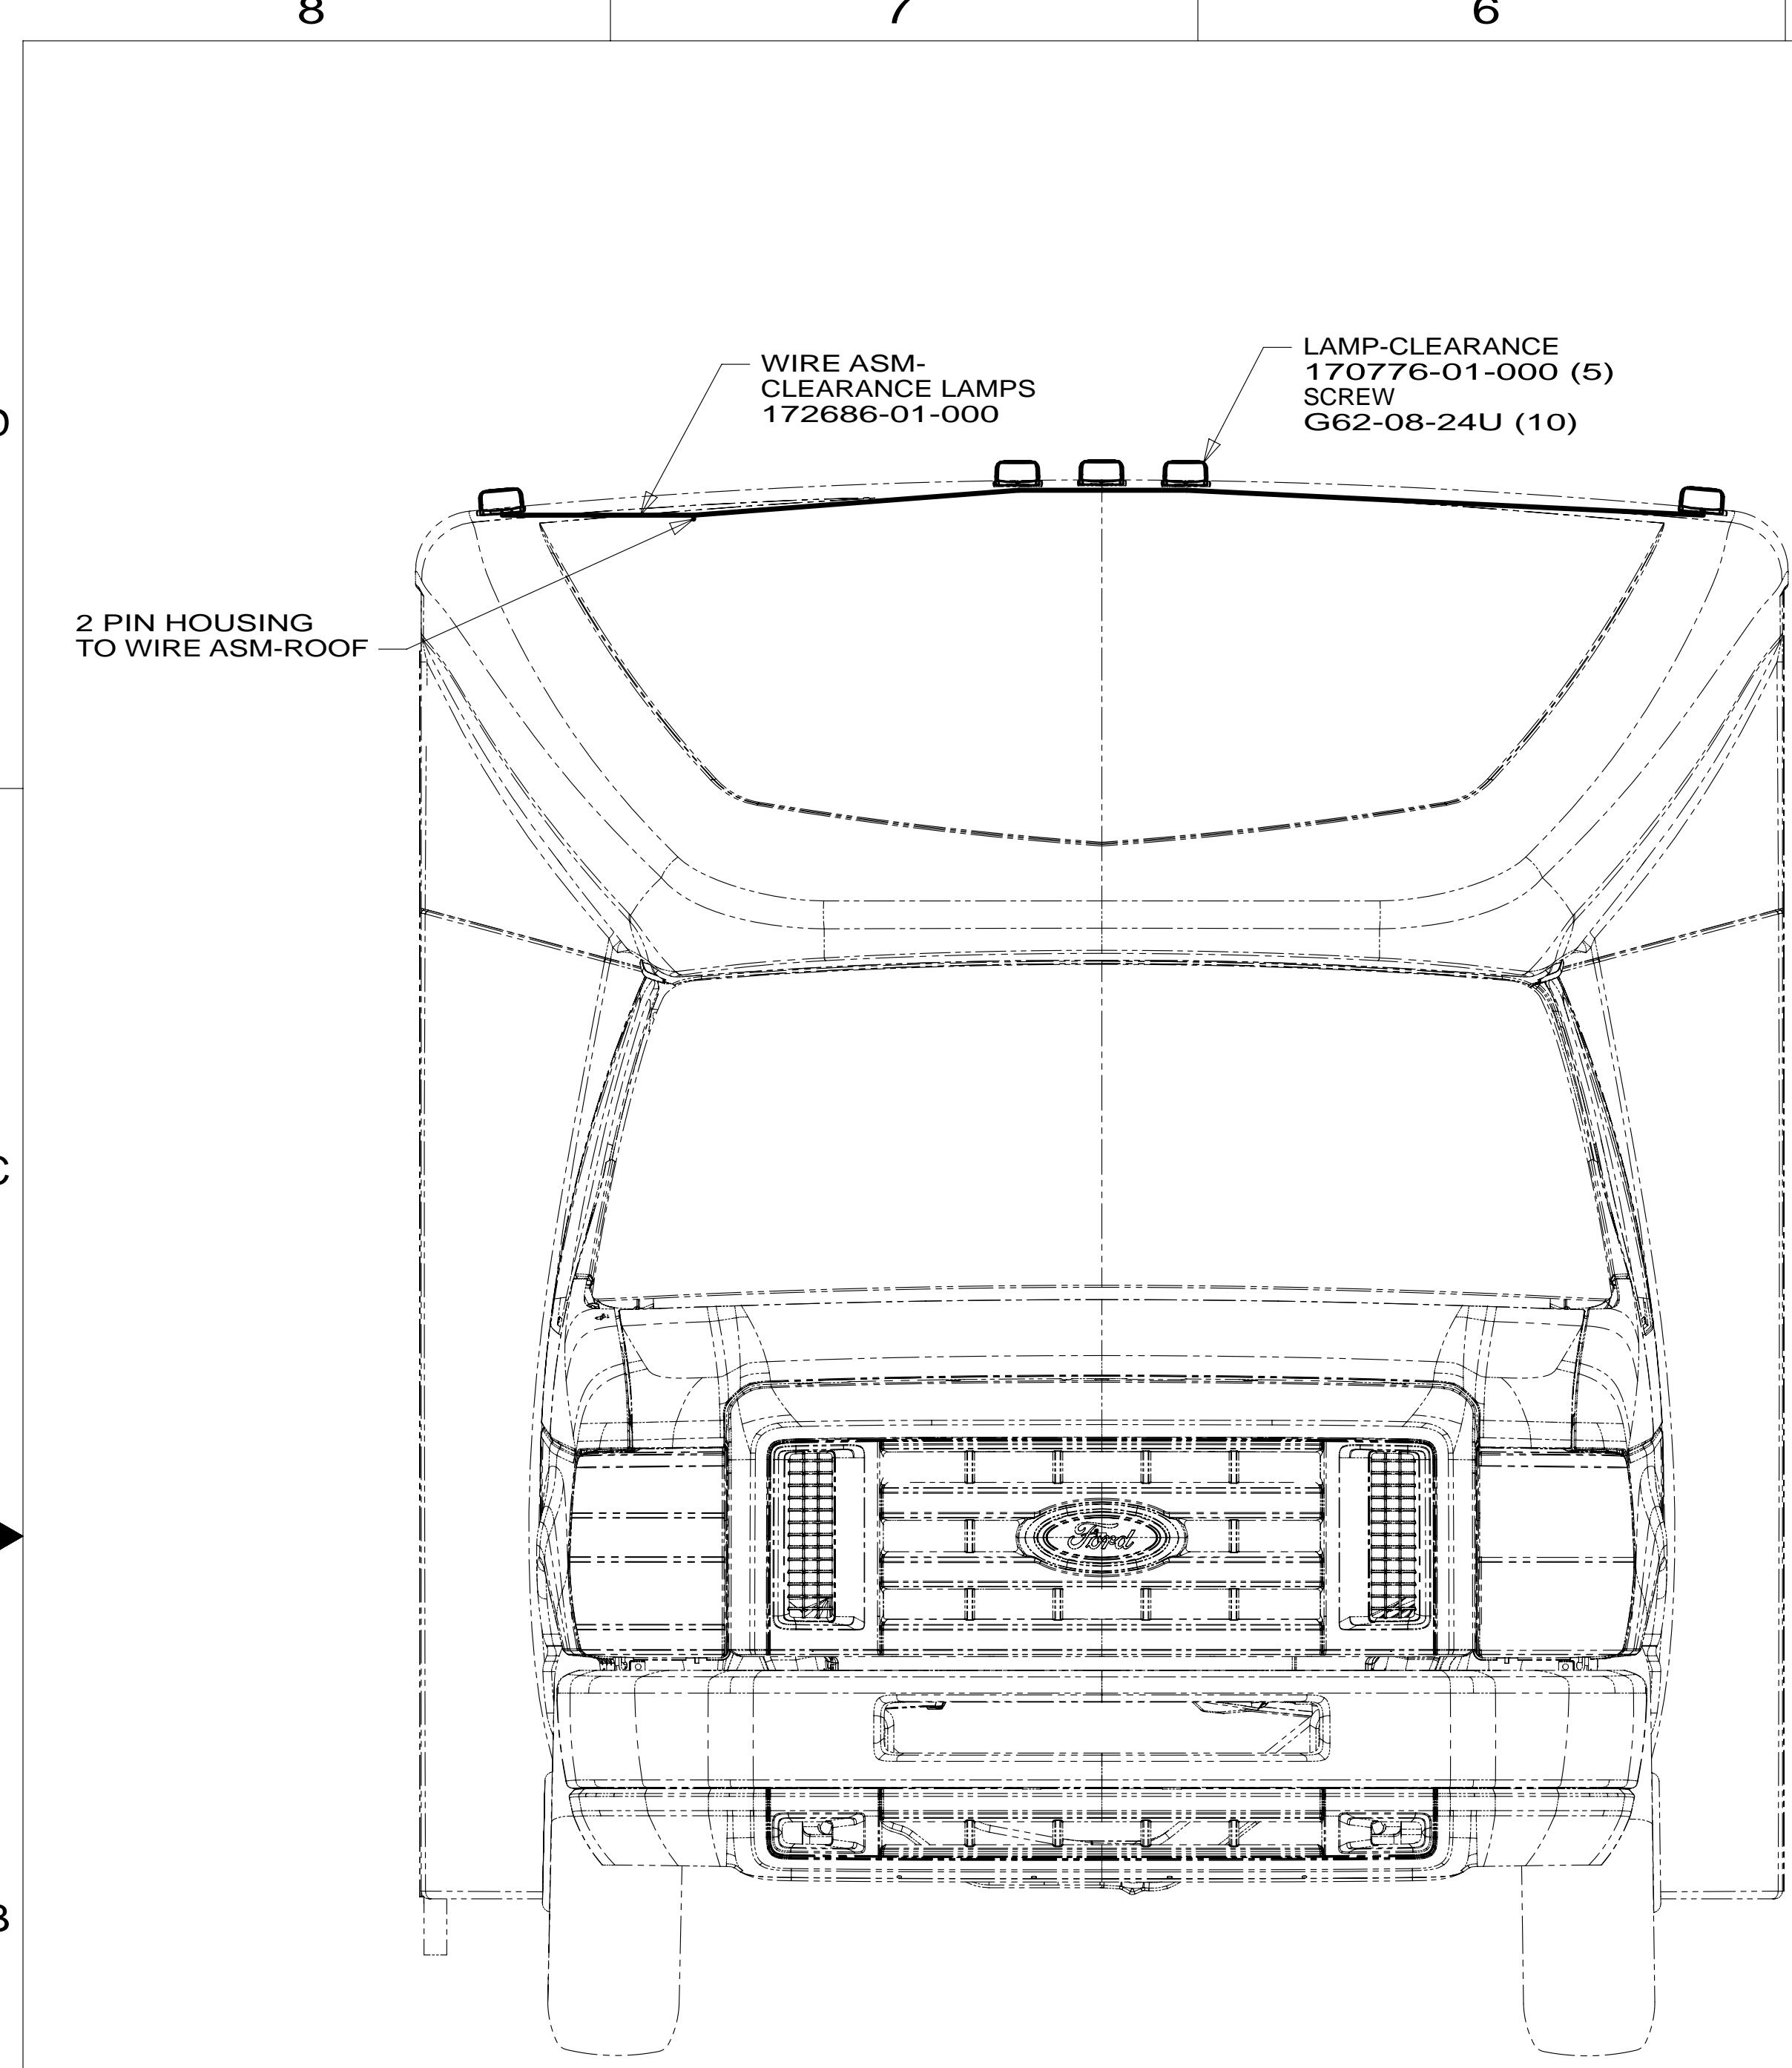 8 7 6
WIRE ASM-
CLEARANCE LAMPS
172686-01-000
LAMP-CLEARANCE
170776-01-000 (5)
SCREW
G62-08-24U (10)
D
2 PIN HOUSING
TO WIRE ASM-ROOF
C
Ford
B